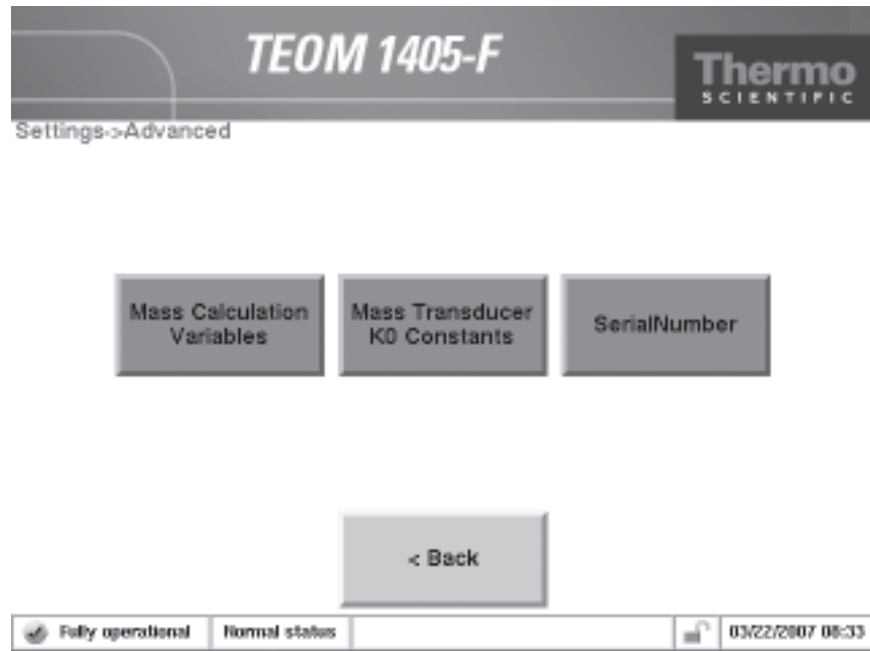 TEOM 1405-F
Thermo
SCIENTIFIC
Settings->Advanced
Mass Calculation
Variables
Mass Transducer
K0 Constants
SerialNumber
< Back
Fully operational
Normal status
03/22/2007 08:33